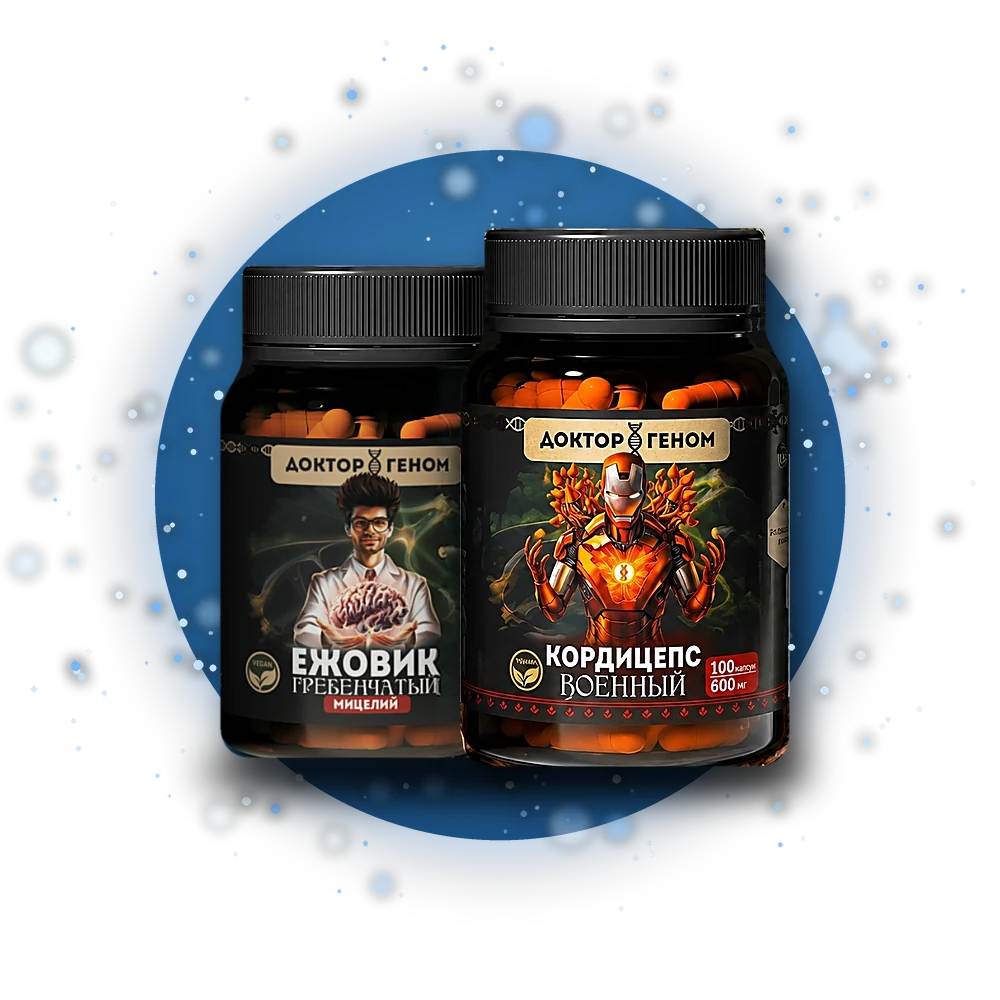 ДОКТОР ГЕНОМ
VEGAN
ЕЖОВИК
ГРЕБЕНЧАТЫЙ
МИЦЕЛИЙ
ДОКТОР ГЕНОМ
КОРДИЦЕПС
ВОЕННЫЙ
100 капсул
600 мг